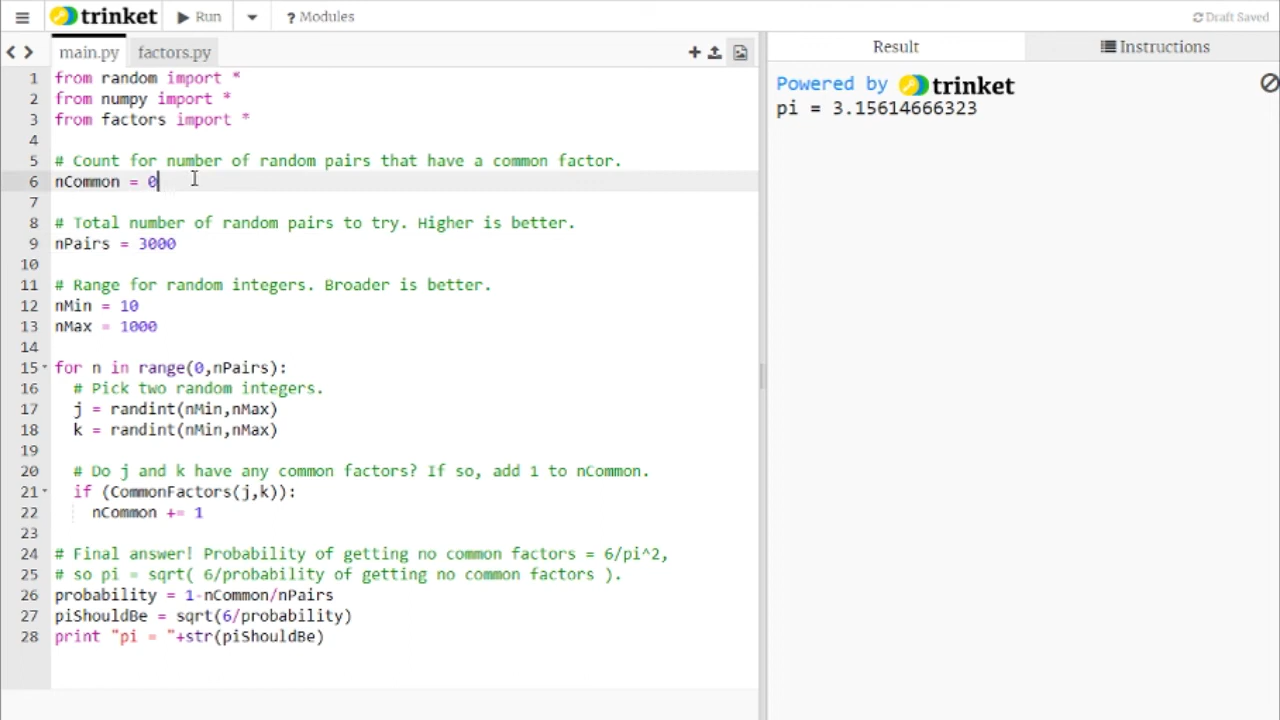 trinket Run ? Modules Draft Saved
main.py factors.py
Result Instructions
1 from random import *
2 from numpy import *
3 from factors import *
4
5 # Count for number of random pairs that have a common factor.
6 nCommon = 0
7
8 # Total number of random pairs to try. Higher is better.
9 nPairs = 3000
10
11 # Range for random integers. Broader is better.
12 nMin = 10
13 nMax = 1000
14
15 for n in range(0,nPairs):
16 # Pick two random integers.
17 j = randint(nMin,nMax)
18 k = randint(nMin,nMax)
19
20 # Do j and k have any common factors? If so, add 1 to nCommon.
21 if (CommonFactors(j,k)):
22 nCommon += 1
23
24 # Final answer! Probability of getting no common factors = 6/pi^2,
25 # so pi = sqrt( 6/probability of getting no common factors ).
26 probability = 1-nCommon/nPairs
27 piShouldBe = sqrt(6/probability)
28 print "pi = "+str(piShouldBe)
Powered by trinket
pi = 3.15614666323